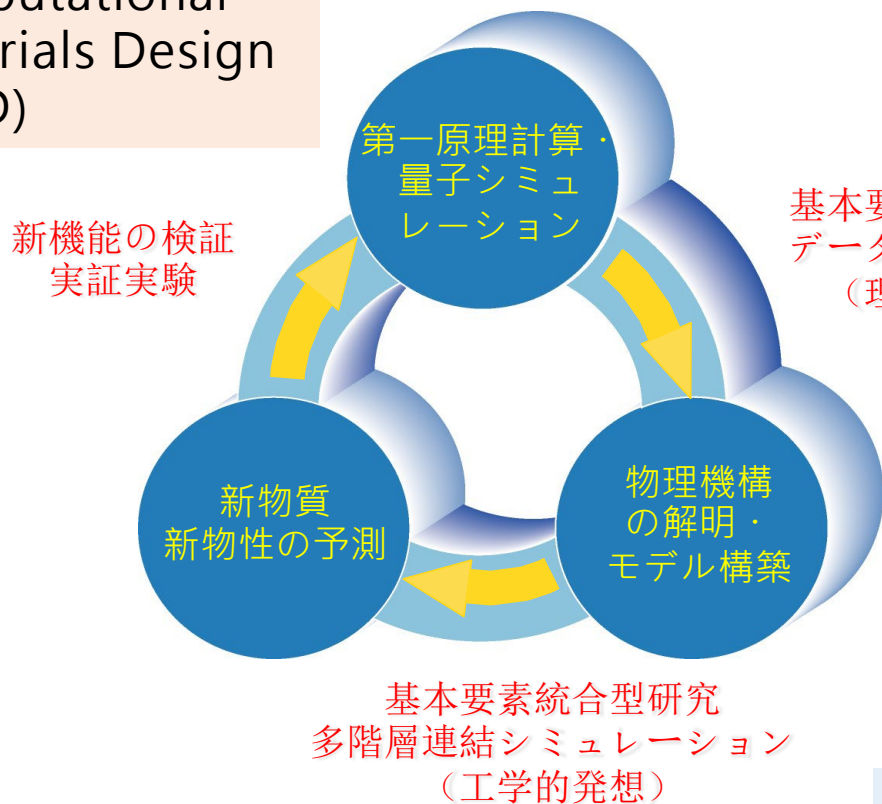 putational
rials Design
D)
第一原理計算・
量子シミュ
レーション
新機能の検証
実証実験
基本要
データ
（理
新物質
新物性の予測
物理機構
の解明・
モデル構築
基本要素統合型研究
多階層連結シミュレーション
（工学的発想）